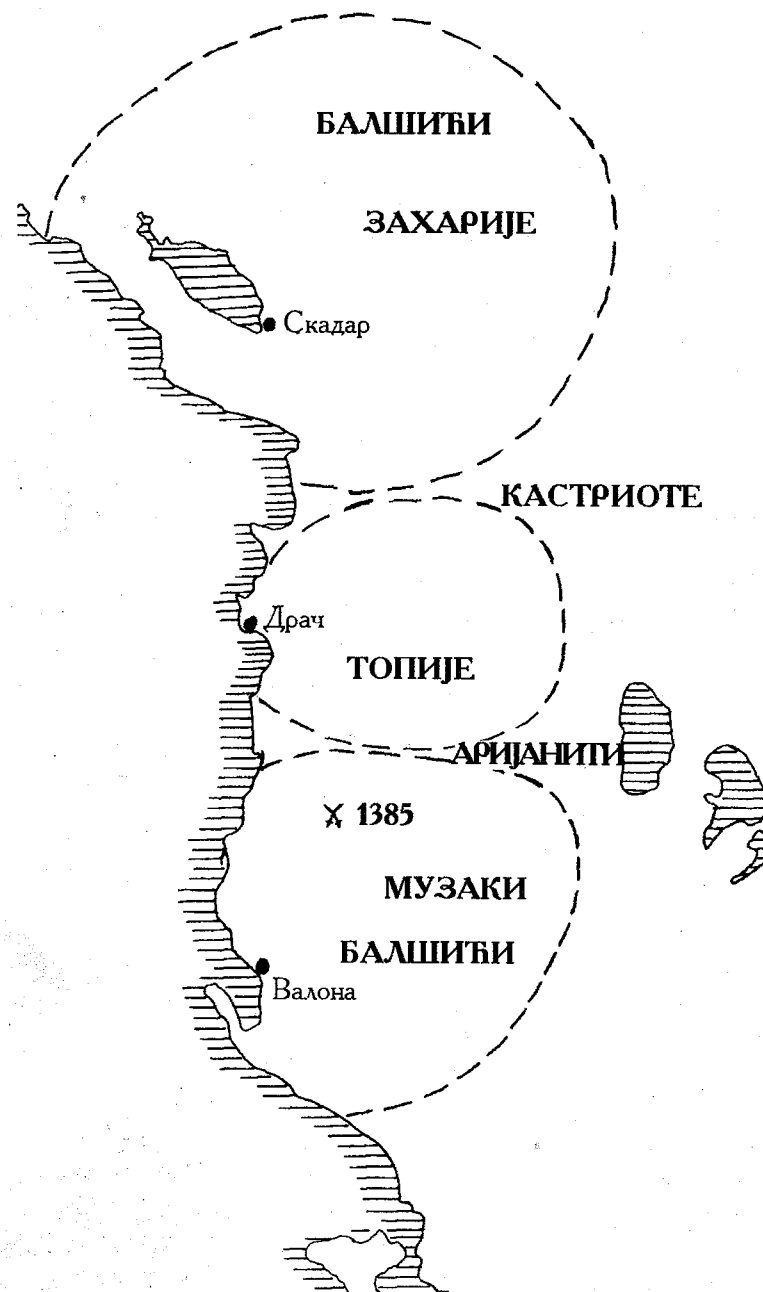 БАЛШИЋИ
ЗАХАРИЈЕ
Скадар
КАСТРИОТЕ
Драч
ТОПИЈЕ
АРИЈАНИТИ
1385
МУЗАКИ
БАЛШИЋИ
Валона